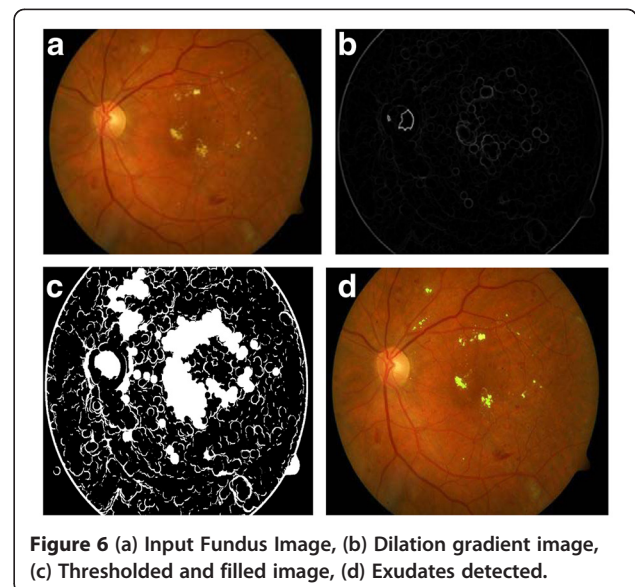 a
b
c
d
Figure 6 (a) Input Fundus Image, (b) Dilation gradient image,
(c) Thresholded and filled image, (d) Exudates detected.